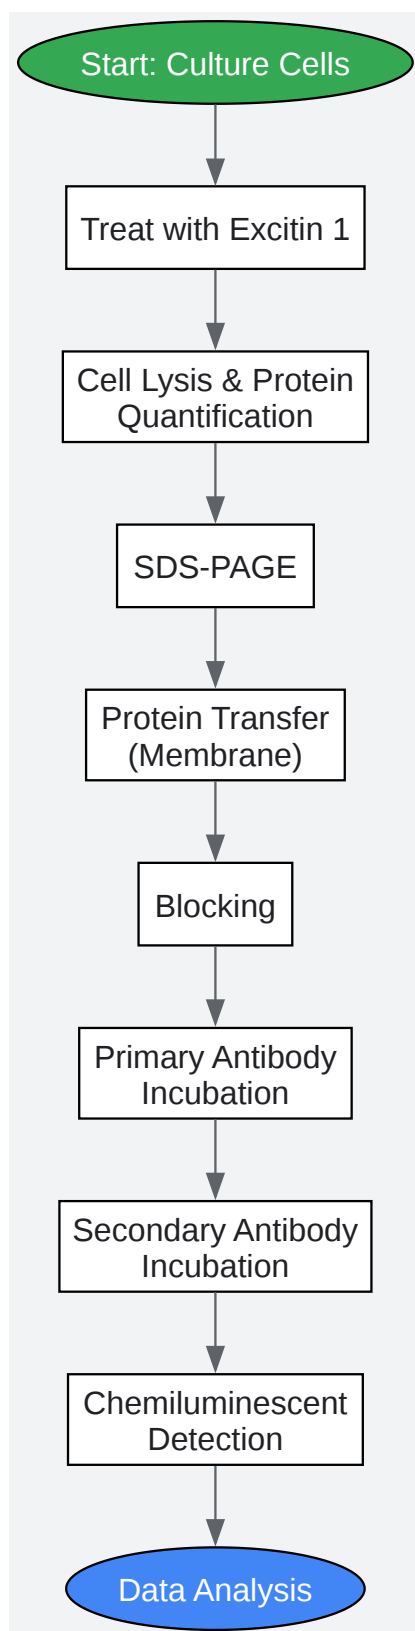 Start: Culture Cells
Treat with Excitin 1
Cell Lysis & Protein
Quantification
SDS-PAGE
Protein Transfer
(Membrane)
Blocking
Primary Antibody
Incubation
Secondary Antibody
Incubation
Chemiluminescent
Detection
Data Analysis